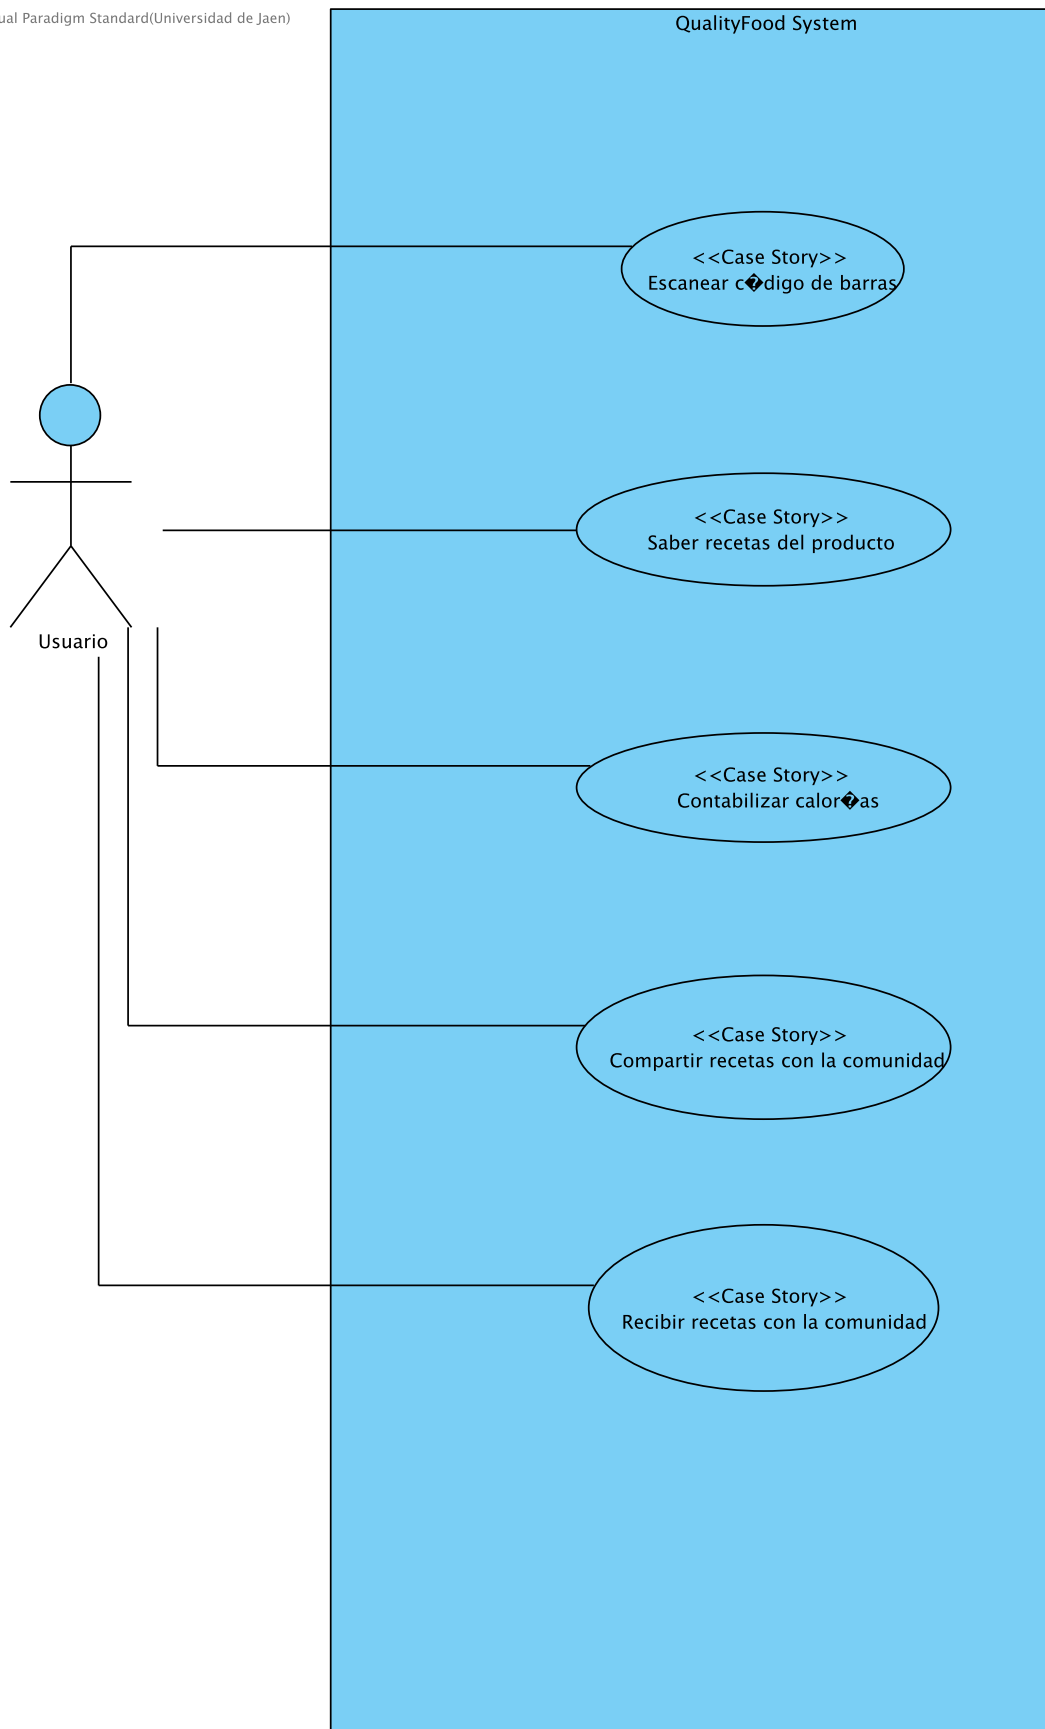 ual Paradigm Standard(Universidad de Jaen)
QualityFood System
<<Case Story>>
Escanear c�digo de barras
<<Case Story>>
Saber recetas del producto
Usuario
<<Case Story>>
Contabilizar calor�as
<<Case Story>>
Compartir recetas con la comunidad
<<Case Story>>
Recibir recetas con la comunidad